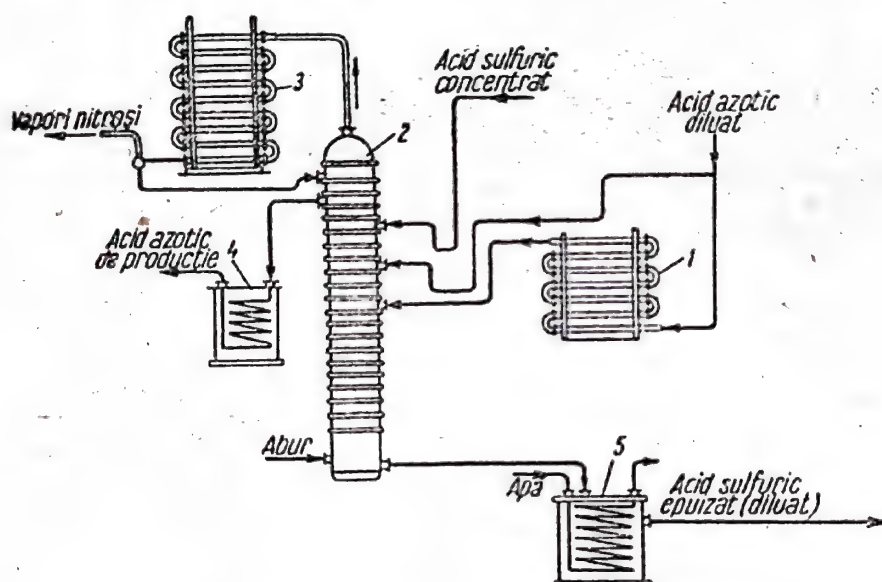 3
Acid sulfuric
concentrat
Acid azotic
diluat
Vapori nitroși
2
Acid azotic
de producție
4
1
Abur
Apa
5
Acid sulfuric
epuizat (diluat)